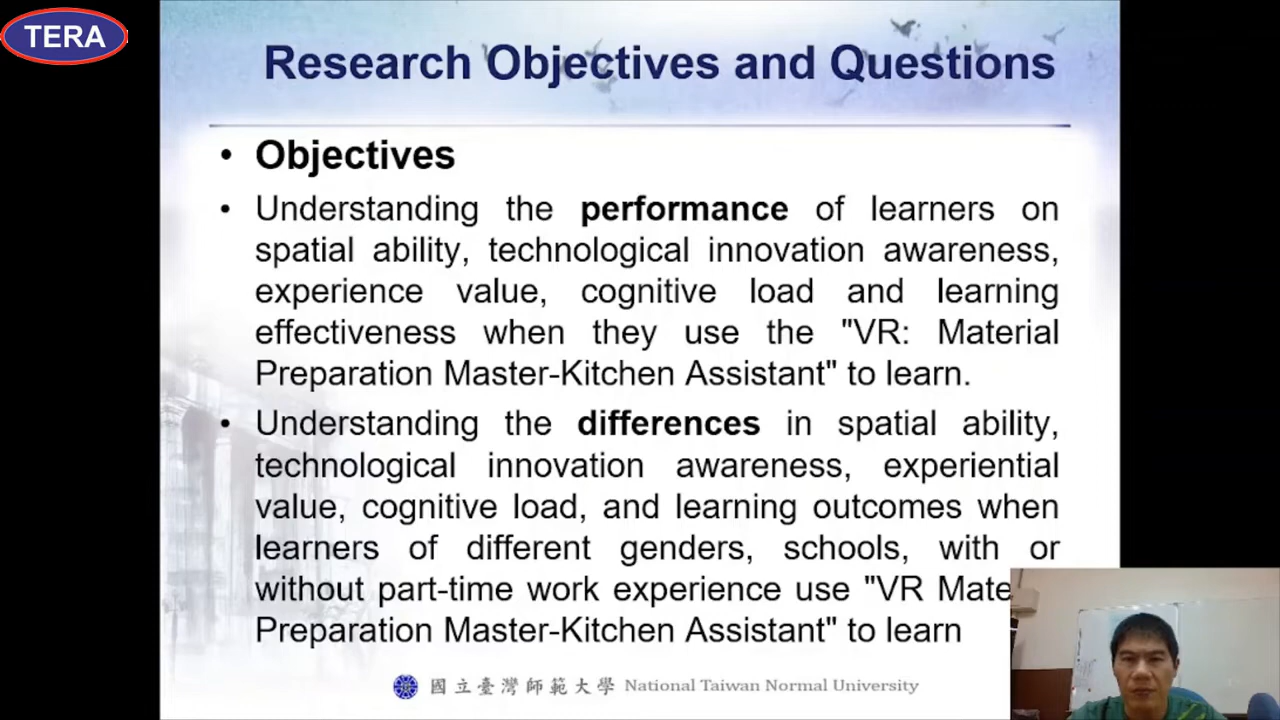 TERA
Research Objectives and Questions
• Objectives
• Understanding the performance of learners on
spatial ability, technological innovation awareness,
experience value, cognitive load and learning
effectiveness when they use the "VR: Material
Preparation Master-Kitchen Assistant" to learn.
• Understanding the differences in spatial ability,
technological innovation awareness, experiential
value, cognitive load, and learning outcomes when
learners of different genders, schools, with or
without part-time work experience use "VR Mate
Preparation Master-Kitchen Assistant" to learn
國立臺灣師範大學 National Taiwan Normal University